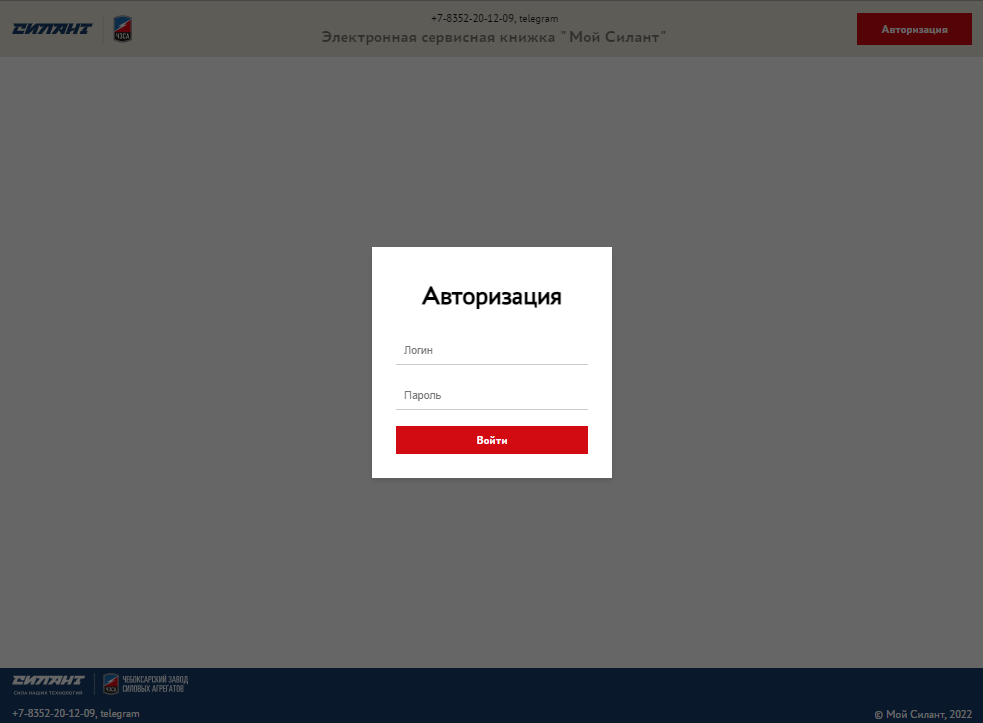 СИЛАНТ
ЧЗСА
+7-8352-20-12-09, telegram
Электронная сервисная книжка "Мой Силант"
Авторизация
Авторизация
Логин
Пароль
Войти
СИЛАНТ
СИЛА НАШИХ ТЕХНОЛОГИЙ
ЧЗСА
ЧЕБОКСАРСКИЙ ЗАВОД
СИЛОВЫХ АГРЕГАТОВ
+7-8352-20-12-09, telegram
© Мой Силант, 2022